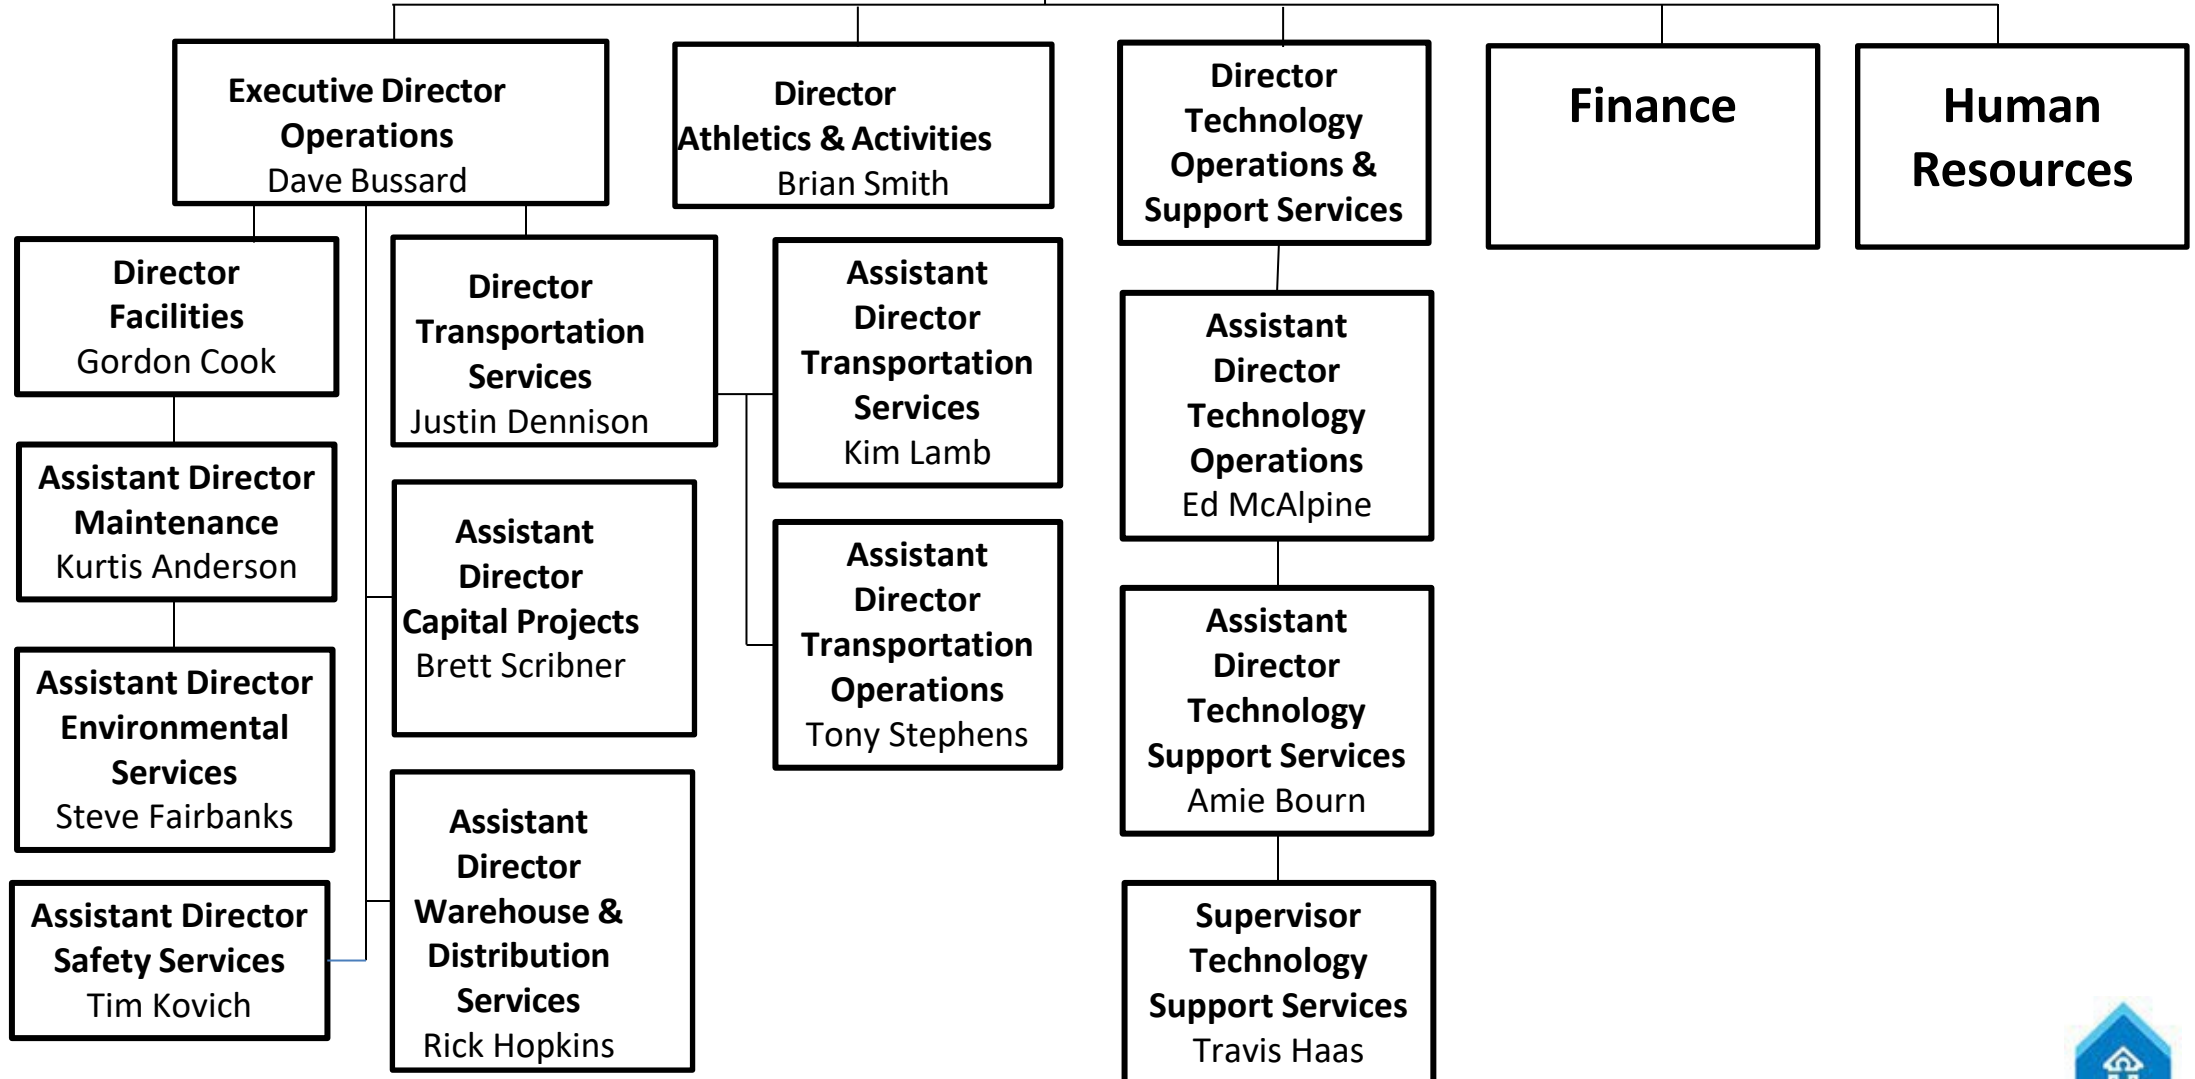 Executive Director
Operations
Dave Bussard
Director
Athletics & Activities
Brian Smith
Director
Technology
Operations &
Support Services
Finance
Human
Resources
Director
Facilities
Gordon Cook
Director
Transportation
Services
Justin Dennison
Assistant
Director
Transportation
Services
Kim Lamb
Assistant
Director
Technology
Operations
Ed McAlpine
Assistant Director
Maintenance
Kurtis Anderson
Assistant
Director
Capital Projects
Brett Scribner
Assistant
Director
Transportation
Operations
Tony Stephens
Assistant
Director
Technology
Support Services
Amie Bourn
Assistant Director
Environmental
Services
Steve Fairbanks
Assistant
Director
Warehouse &
Distribution
Services
Rick Hopkins
Assistant Director
Safety Services
Tim Kovich
Supervisor
Technology
Support Services
Travis Haas